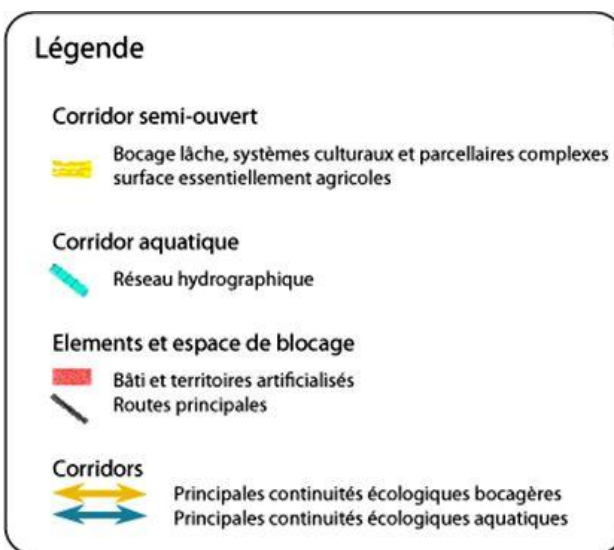 Légende
Corridor semi-ouvert
Bocage lâche, systèmes culturaux et parcellaires complexes
surface essentiellement agricoles
Corridor aquatique
Réseau hydrographique
Elements et espace de blocage
Bâti et territoires artificialisés
Routes principales
Corridors
Principales continuités écologiques bocagères
Principales continuités écologiques aquatiques